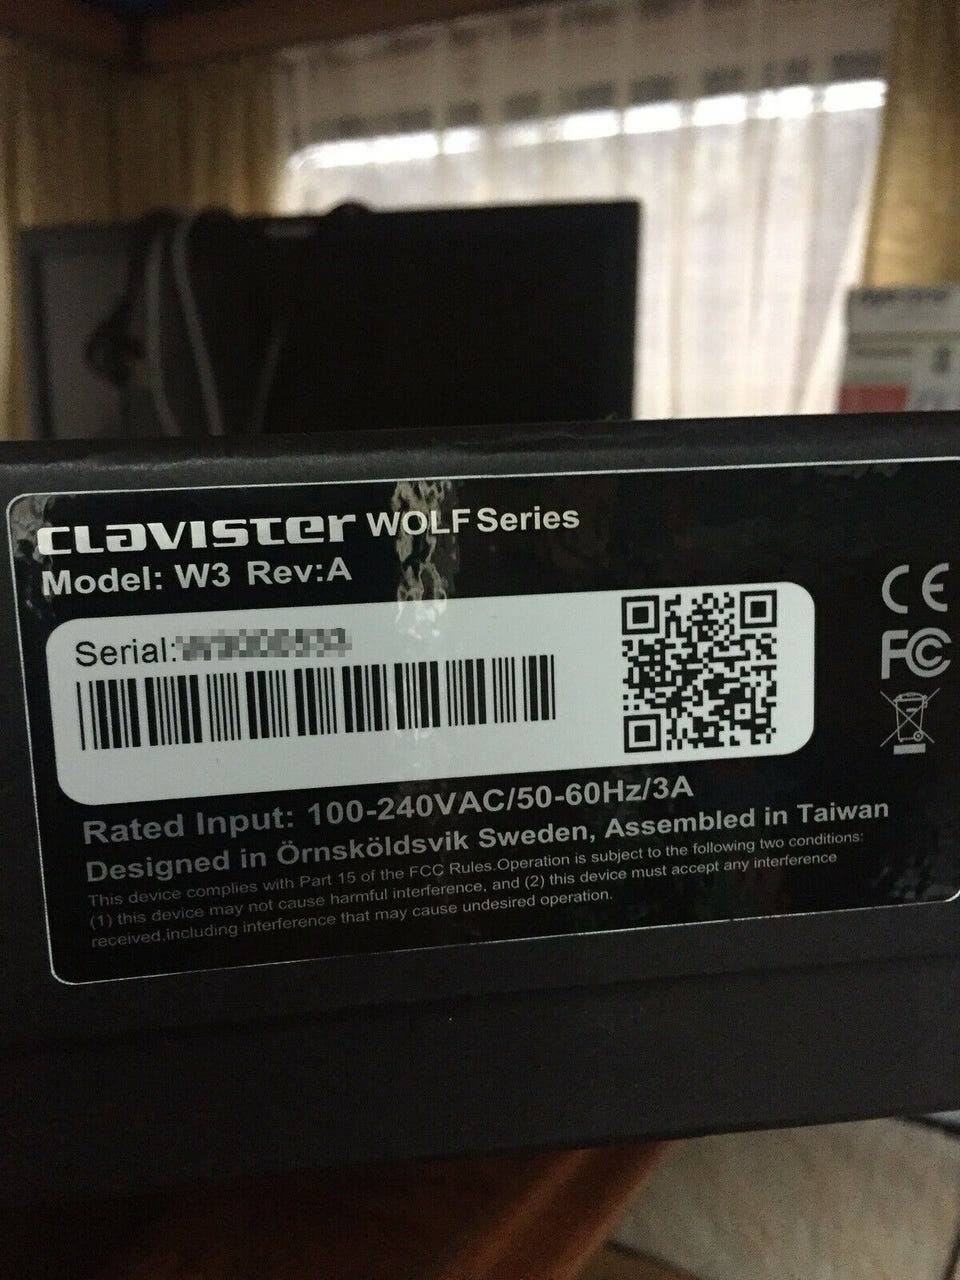 CLAVISTER WOLF Series
Model: W3 Rev:A
Serial:
Rated Input: 100-240VAC/50-60Hz/3A
Designed in Örnsköldsvik Sweden, Assembled in Taiwan
This device complies with Part 15 of the FCC Rules.Operation is subject to the following two conditions:
(1) this device may not cause harmful interference, and (2) this device must accept any interference
received,including interference that may cause undesired operation.
CE
FC